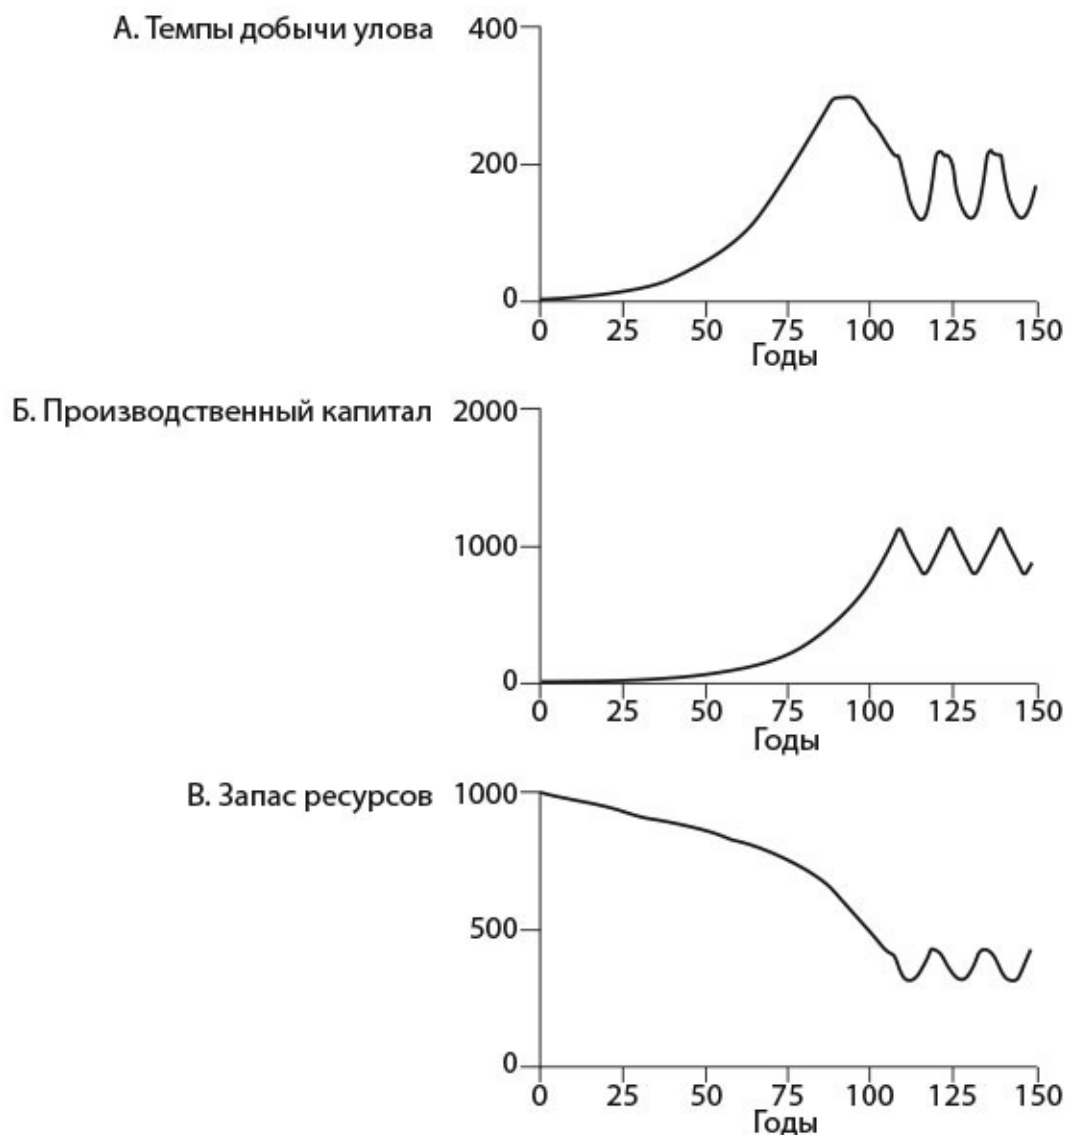 А. Темпы добычи улова
400
200
0
0 25 50 75 100 125 150
Годы
Б. Производственный капитал
2000
1000
0
0 25 50 75 100 125 150
Годы
В. Запас ресурсов
1000
500
0
0 25 50 75 100 125 150
Годы